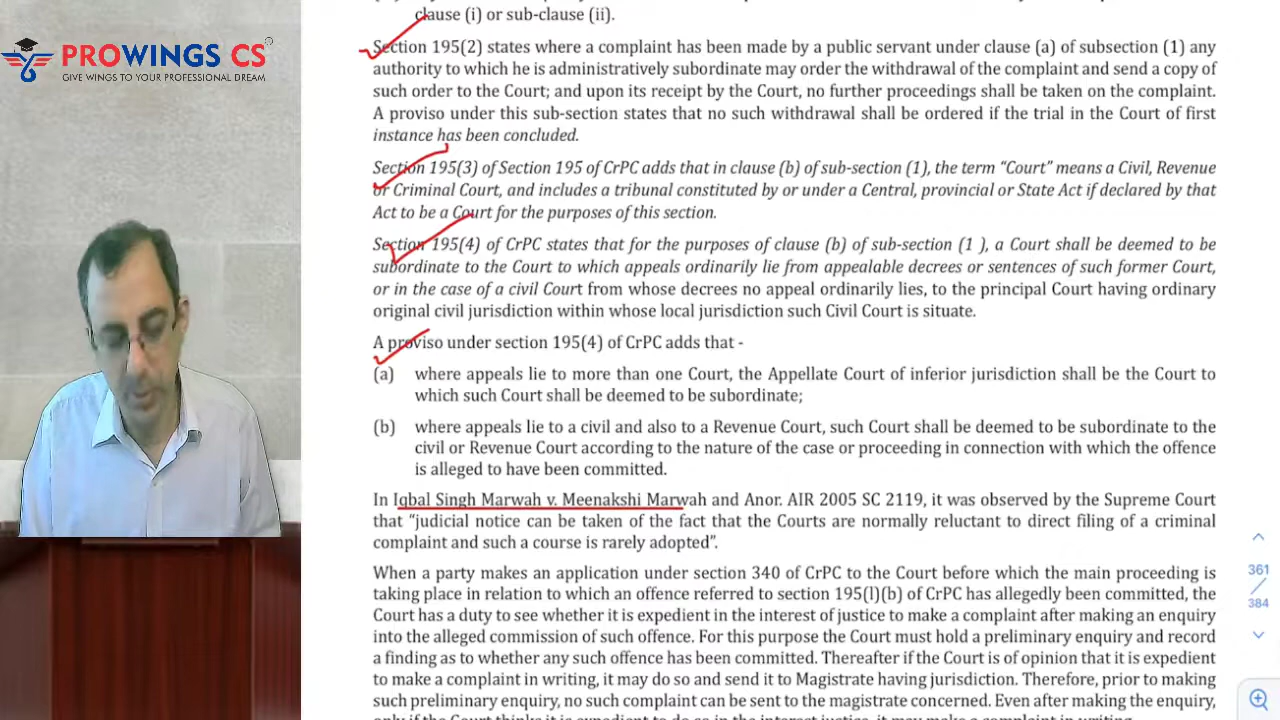 PROWINGS CS
GIVE WINGS TO YOUR PROFESSIONAL DREAM
clause (i) or sub-clause (ii).
Section 195(2) states where a complaint has been made by a public servant under clause (a) of subsection (1) any
authority to which he is administratively subordinate may order the withdrawal of the complaint and send a copy of
such order to the Court; and upon its receipt by the Court, no further proceedings shall be taken on the complaint.
A proviso under this sub-section states that no such withdrawal shall be ordered if the trial in the Court of first
instance has been concluded.
Section 195(3) of Section 195 of CrPC adds that in clause (b) of sub-section (1), the term “Court” means a Civil, Revenue
or Criminal Court, and includes a tribunal constituted by or under a Central, provincial or State Act if declared by that
Act to be a Court for the purposes of this section.
Section 195(4) of CrPC states that for the purposes of clause (b) of sub-section (1 ), a Court shall be deemed to be
subordinate to the Court to which appeals ordinarily lie from appealable decrees or sentences of such former Court,
or in the case of a civil Court from whose decrees no appeal ordinarily lies, to the principal Court having ordinary
original civil jurisdiction within whose local jurisdiction such Civil Court is situate.
A proviso under section 195(4) of CrPC adds that -
(a) where appeals lie to more than one Court, the Appellate Court of inferior jurisdiction shall be the Court to
which such Court shall be deemed to be subordinate;
(b) where appeals lie to a civil and also to a Revenue Court, such Court shall be deemed to be subordinate to the
civil or Revenue Court according to the nature of the case or proceeding in connection with which the offence
is alleged to have been committed.
In Iqbal Singh Marwah v. Meenakshi Marwah and Anor. AIR 2005 SC 2119, it was observed by the Supreme Court
that “judicial notice can be taken of the fact that the Courts are normally reluctant to direct filing of a criminal
complaint and such a course is rarely adopted”.
When a party makes an application under section 340 of CrPC to the Court before which the main proceeding is
taking place in relation to which an offence referred to section 195(l)(b) of CrPC has allegedly been committed, the
Court has a duty to see whether it is expedient in the interest of justice to make a complaint after making an enquiry
into the alleged commission of such offence. For this purpose the Court must hold a preliminary enquiry and record
a finding as to whether any such offence has been committed. Thereafter if the Court is of opinion that it is expedient
to make a complaint in writing, it may do so and send it to Magistrate having jurisdiction. Therefore, prior to making
such preliminary enquiry, no such complaint can be sent to the magistrate concerned. Even after making the enquiry,
361
384